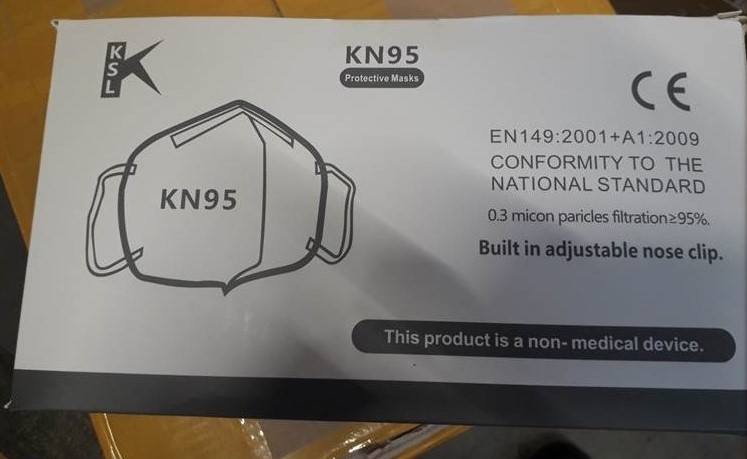 KSL
KN95
Protective Masks
CE
EN149:2001+A1:2009
CONFORMITY TO THE
NATIONAL STANDARD
0.3 micon paricles filtration≥95%.
Built in adjustable nose clip.
KN95
This product is a non- medical device.